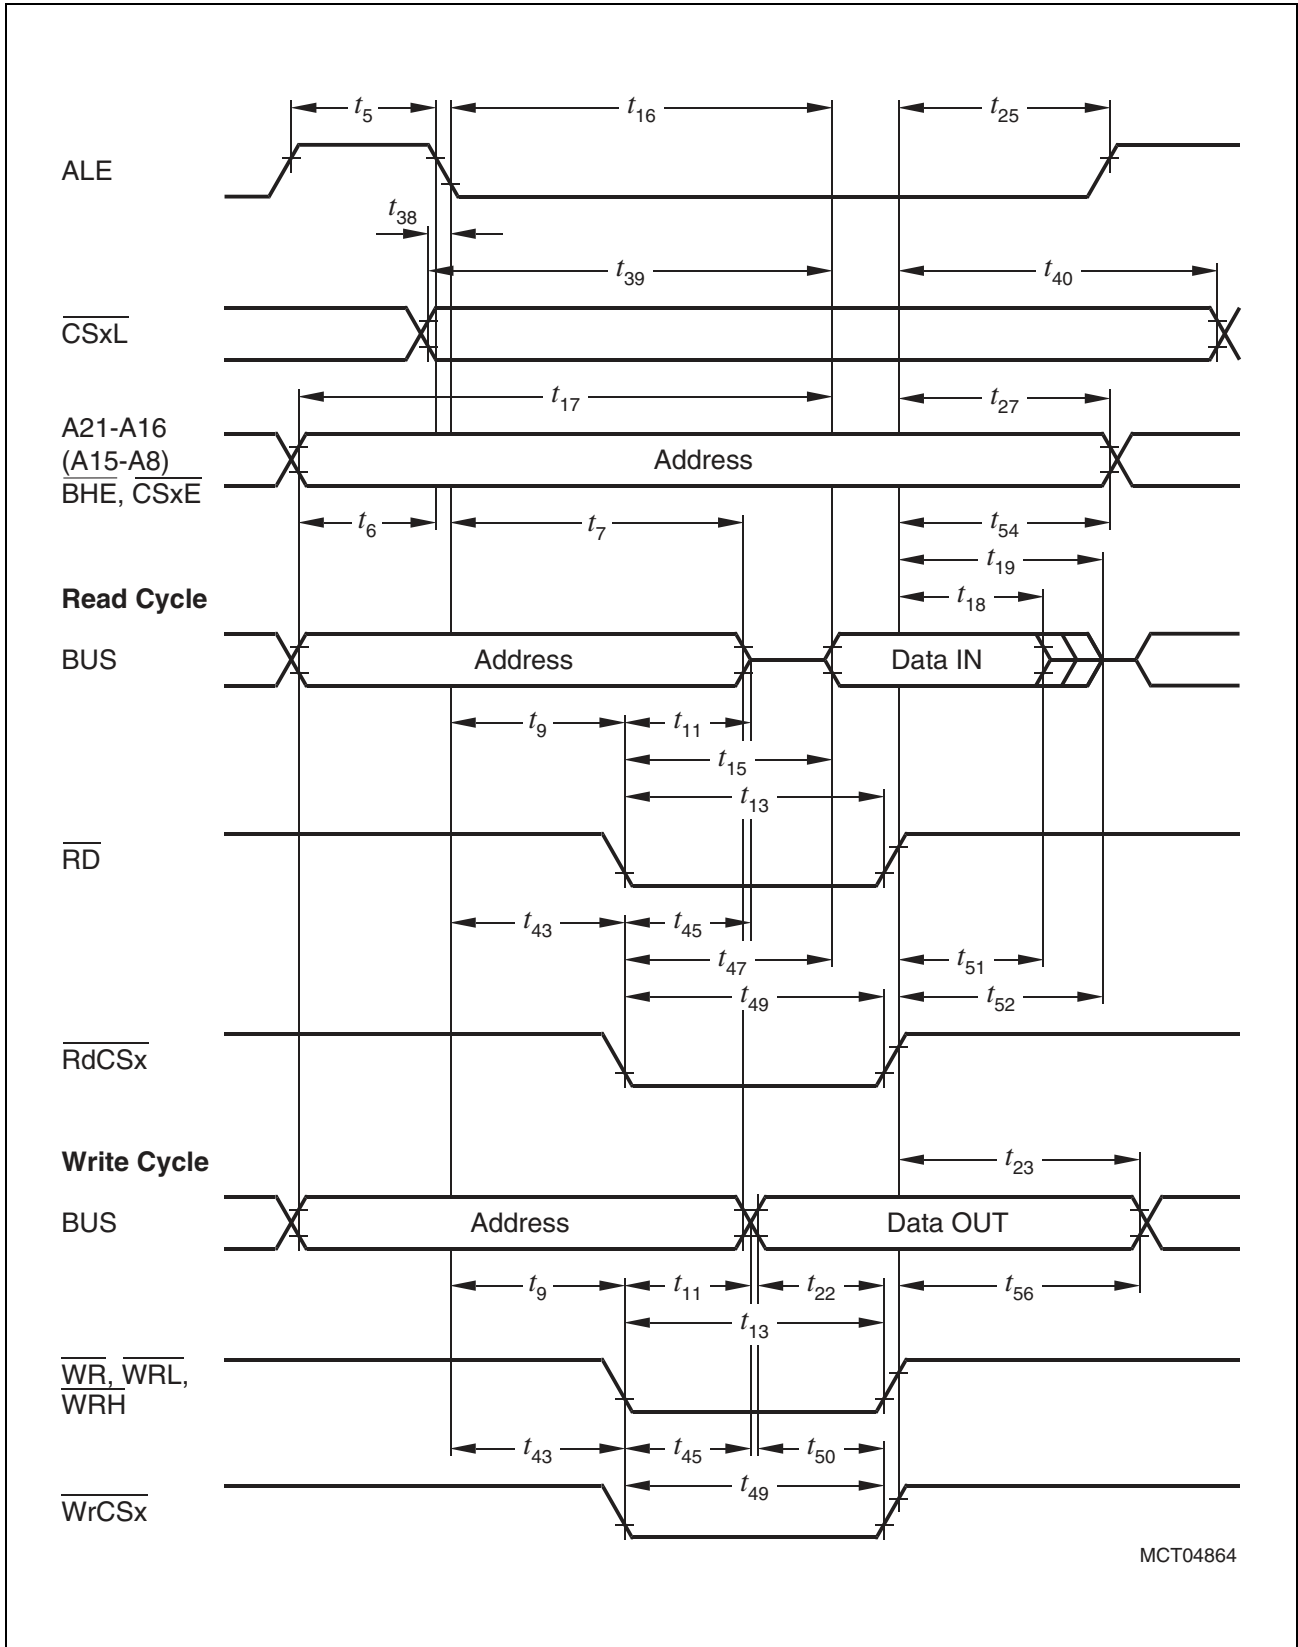 t5 t16 t25
ALE
t38
t39 t40
CSxL
t17 t27
A21-A16
(A15-A8)
BHE, CSxE
Address
t6 t7 t54
t19
Read Cycle
t18
BUS Address Data IN
t9 t11
t15
t13
RD
t43 t45
t47 t51
t49 t52
RdCSx
Write Cycle
t23
BUS Address Data OUT
t9 t11 t22 t56
t13
WR, WRL,
WRH
t43 t45 t50
t49
WrCSx
MCT04864